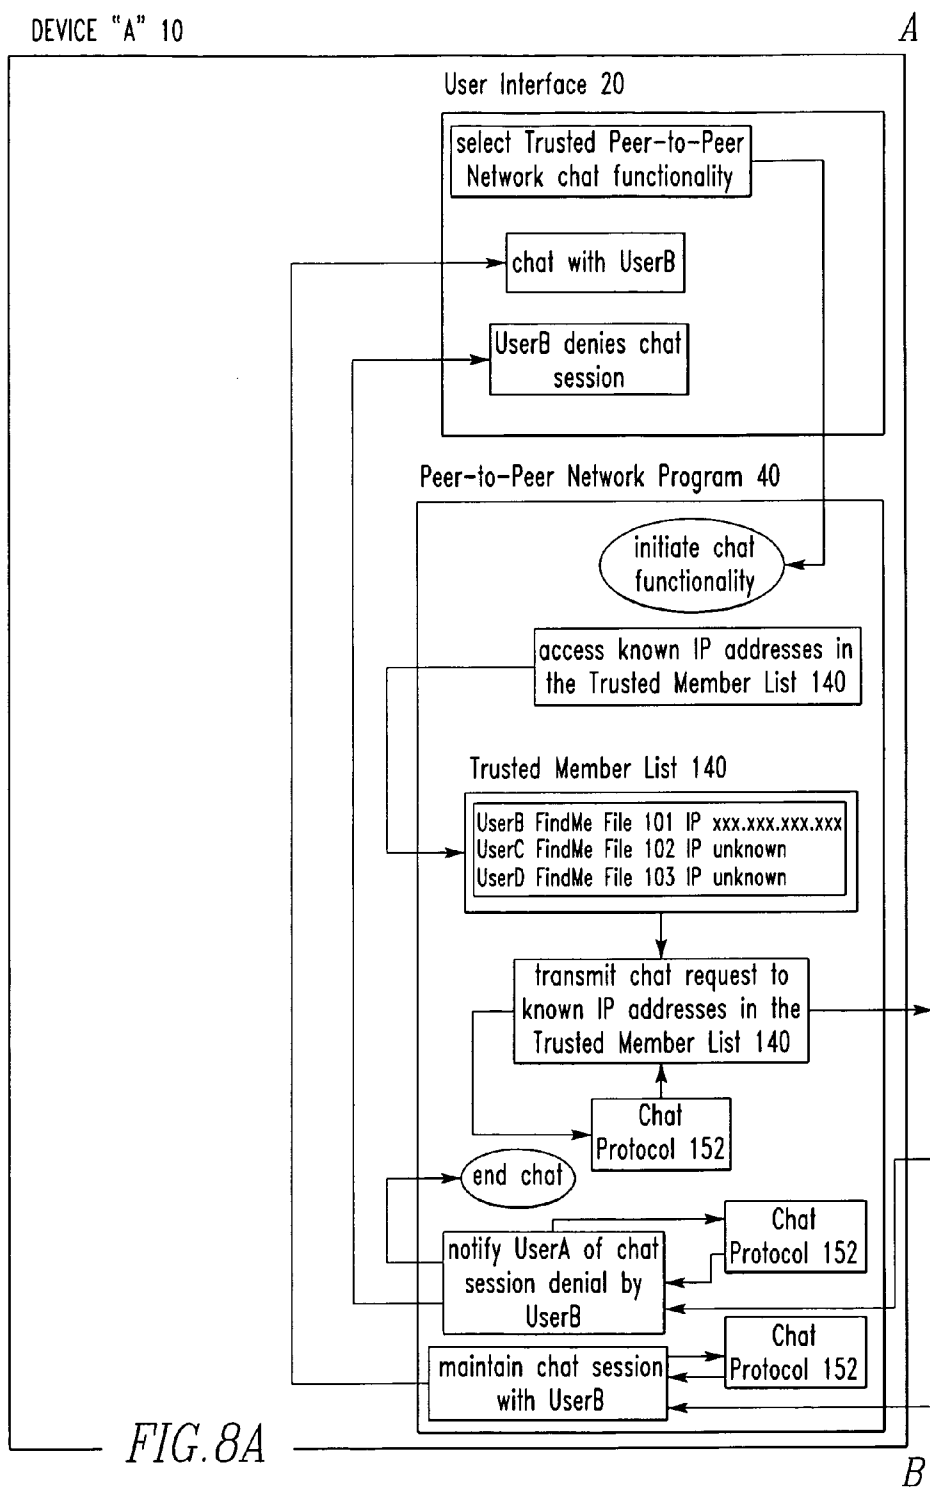 DEVICE "A" 10
A
User Interface 20
select Trusted Peer-to-Peer
Network chat functionality
chat with UserB
UserB denies chat
session
Peer-to-Peer Network Program 40
initiate chat
functionality
access known IP addresses in
the Trusted Member List 140
Trusted Member List 140
UserB FindMe File 101 IP xxx.xxx.xxx.xxx
UserC FindMe File 102 IP unknown
UserD FindMe File 103 IP unknown
transmit chat request to
known IP addresses in the
Trusted Member List 140
Chat
Protocol 152
end chat
notify UserA of chat
session denial by
UserB
Chat
Protocol 152
maintain chat session
with UserB
Chat
Protocol 152
FIG.8A
B